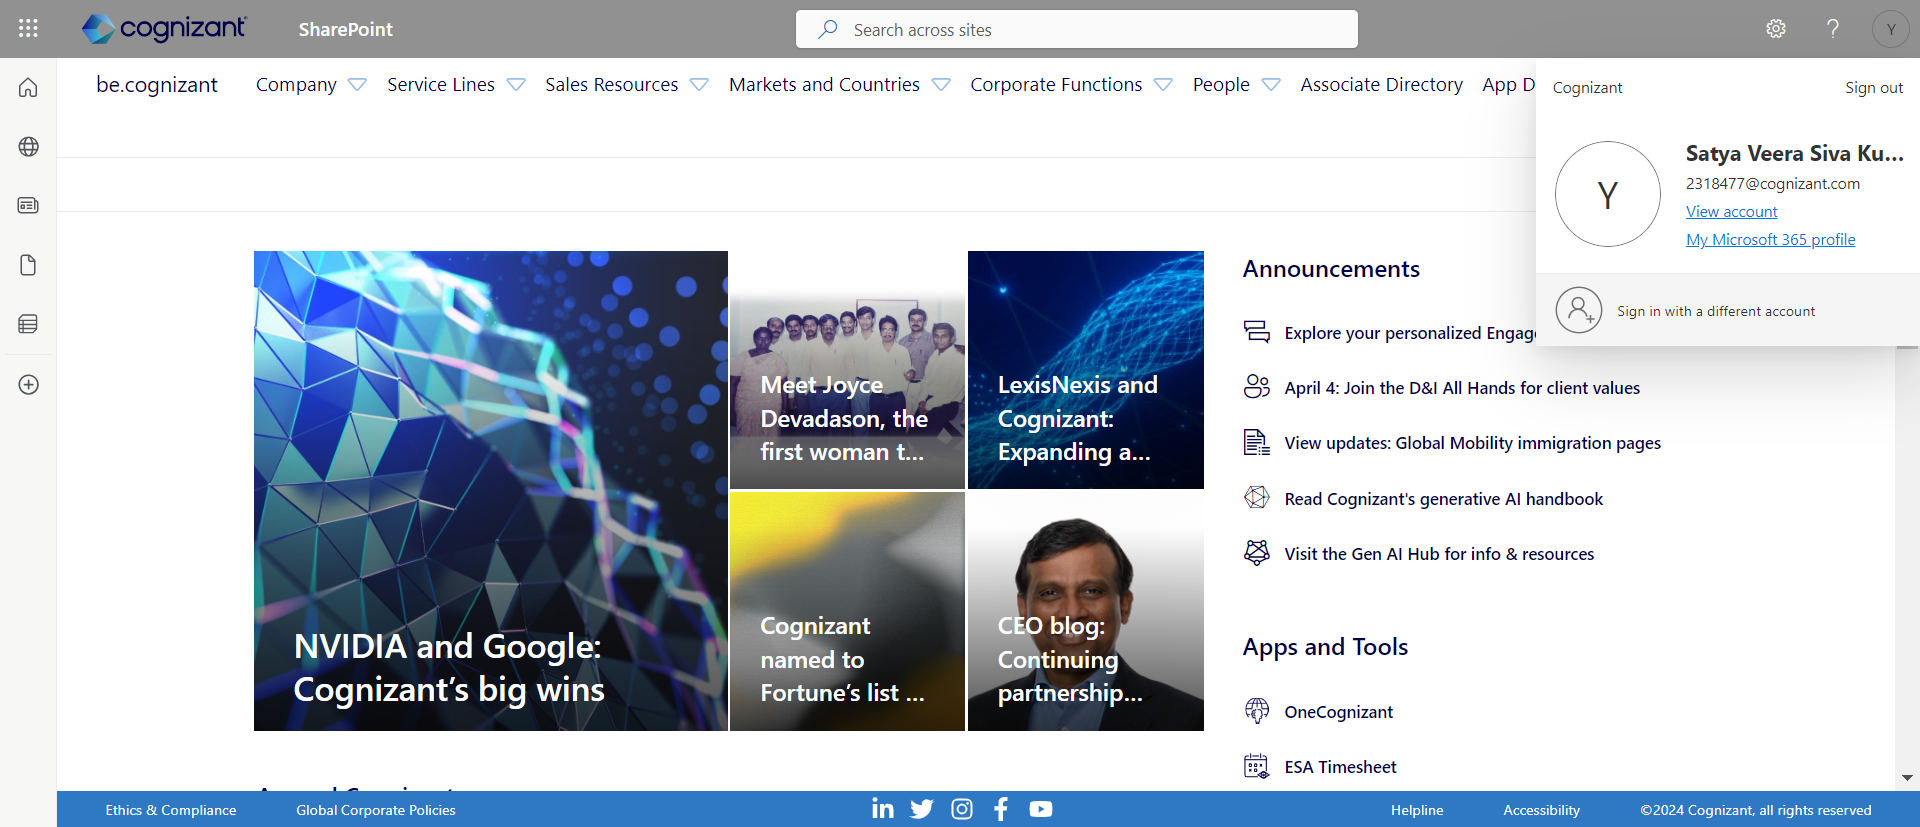 cognizant
SharePoint
Search across sites
Y
be.cognizant
Company
Service Lines
Sales Resources
Markets and Countries
Corporate Functions
People
Associate Directory
App D
Cognizant
Sign out
Y
Satya Veera Siva Ku...
2318477@cognizant.com
View account
My Microsoft 365 profile
Sign in with a different account
NVIDIA and Google:
Cognizant’s big wins
Meet Joyce
Devadason, the
first woman t...
LexisNexis and
Cognizant:
Expanding a...
Cognizant
named to
Fortune’s list ...
CEO blog:
Continuing
partnership...
Announcements
Explore your personalized Engage
April 4: Join the D&I All Hands for client values
View updates: Global Mobility immigration pages
Read Cognizant's generative AI handbook
Visit the Gen AI Hub for info & resources
Apps and Tools
OneCognizant
ESA Timesheet
Ethics & Compliance
Global Corporate Policies
Helpline
Accessibility
©2024 Cognizant, all rights reserved